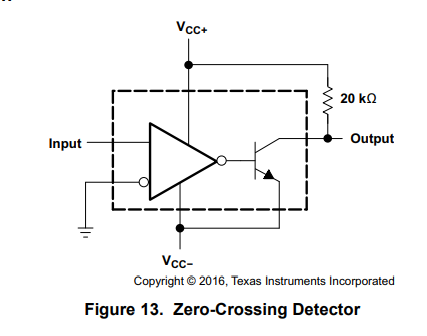 VCC+
20 kΩ
Input
Output
VCC−
Copyright © 2016, Texas Instruments Incorporated
Figure 13. Zero-Crossing Detector